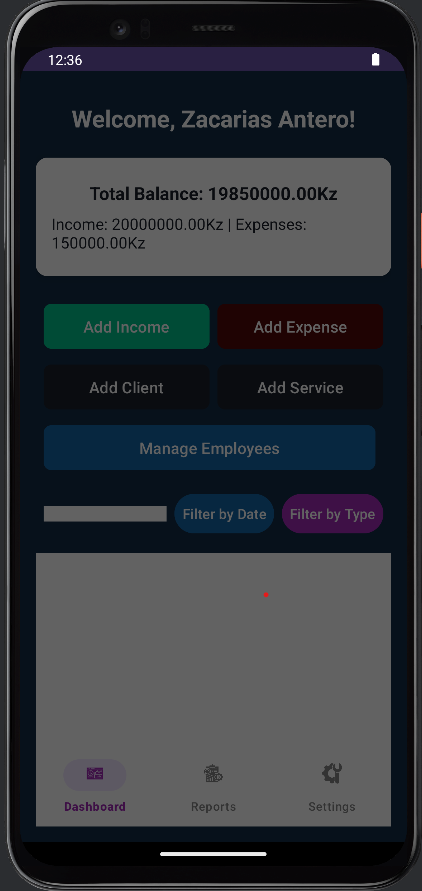 12:36
Welcome, Zacarias Antero!
Total Balance: 19850000.00Kz
Income: 20000000.00Kz | Expenses:
150000.00Kz
Add Income
Add Expense
Add Client
Add Service
Manage Employees
Filter by Date
Filter by Type
Dashboard
Reports
Settings